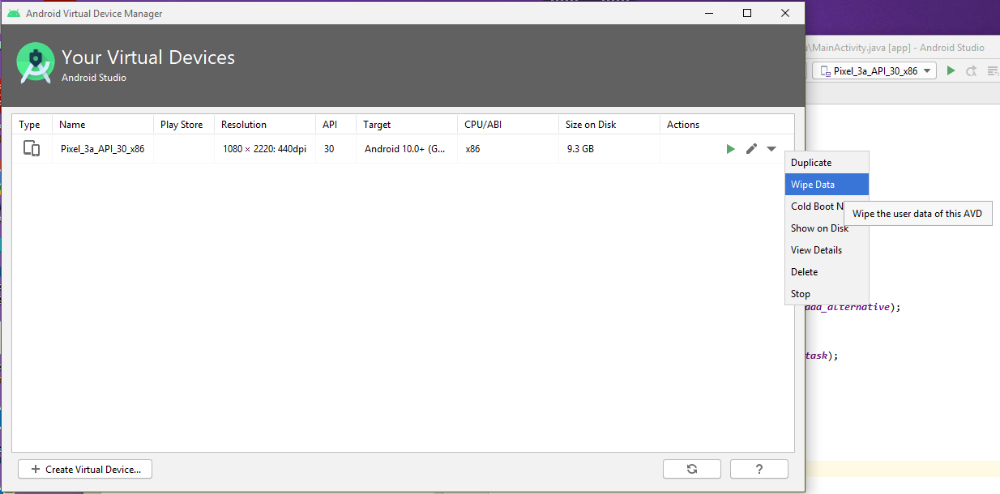 Android Virtual Device Manager
Your Virtual Devices
Android Studio
u\MainActivity.java [app] - Android Studio
Pixel_3a_API_30_x86
Type Name Play Store Resolution API Target CPU/ABI Size on Disk Actions
Pixel_3a_API_30_x86 1080 × 2220: 440dpi 30 Android 10.0+ (G... x86 9.3 GB
Duplicate
Wipe Data
Cold Boot N
Wipe the user data of this AVD
Show on Disk
View Details
Delete
Stop
add_alternative);
task);
+ Create Virtual Device...
?